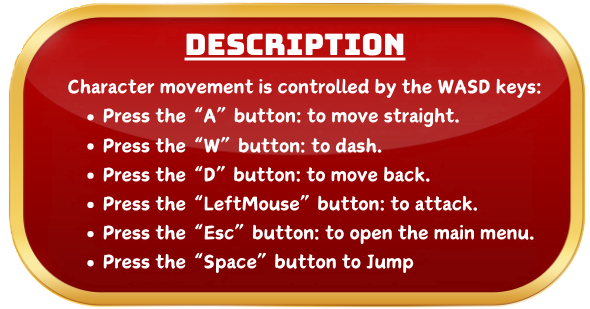 DESCRIPTION
Character movement is controlled by the WASD keys:
• Press the “A” button: to move straight.
• Press the “W” button: to dash.
• Press the “D” button: to move back.
• Press the “LeftMouse” button: to attack.
• Press the “Esc” button: to open the main menu.
• Press the “Space” button to Jump